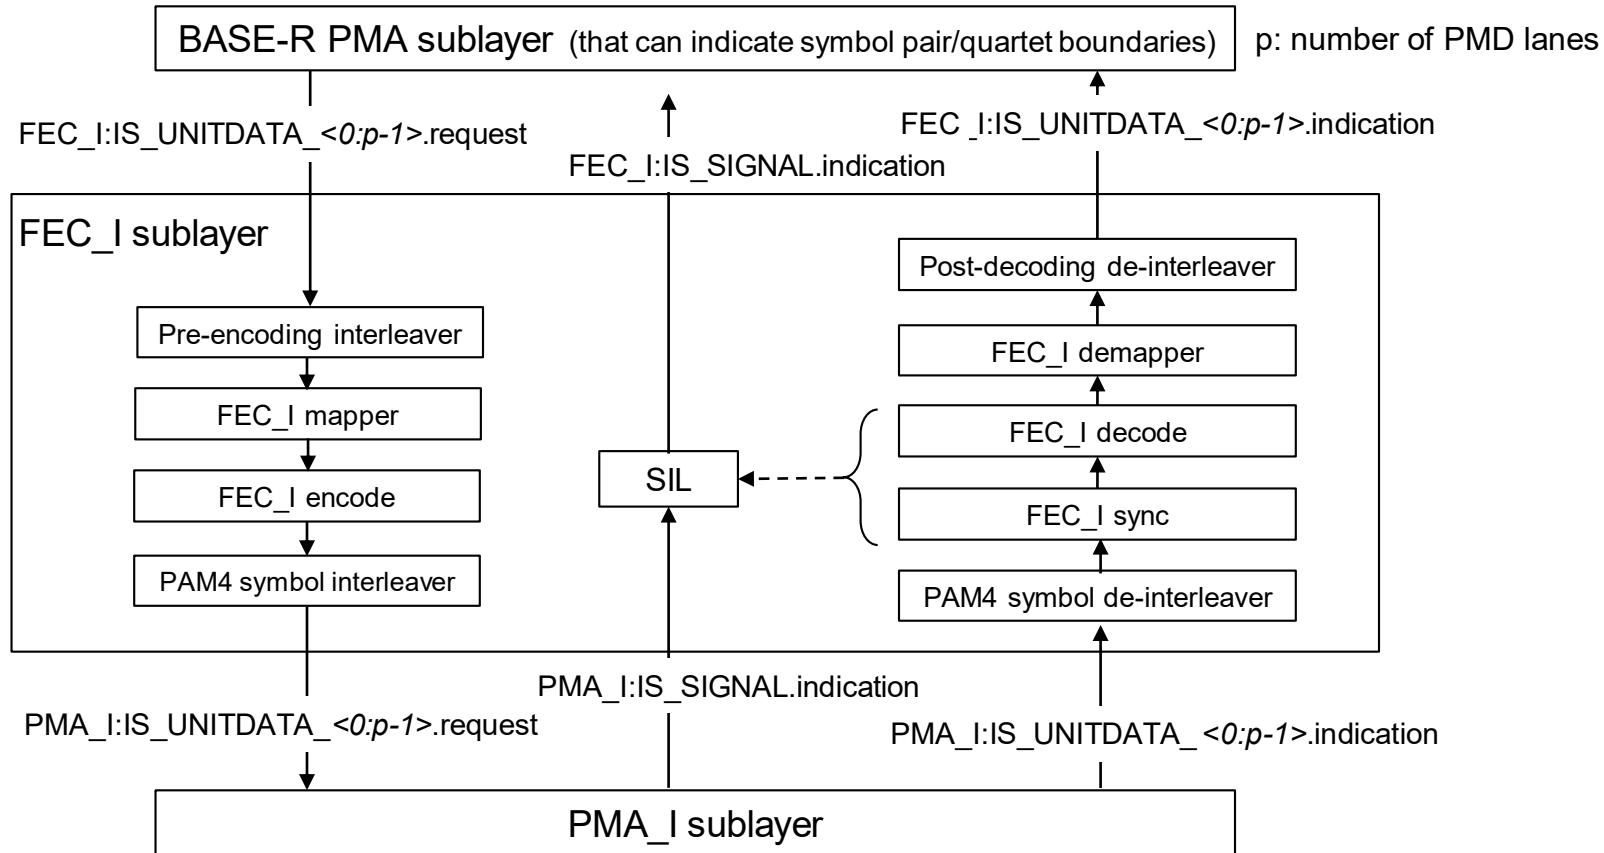 BASE-R PMA sublayer (that can indicate symbol pair/quartet boundaries)
p: number of PMD lanes
FEC_I:IS_UNITDATA_<0:p-1>.request
FEC_I:IS_SIGNAL.indication
FEC_I:IS_UNITDATA_<0:p-1>.indication
FEC_I sublayer
Pre-encoding interleaver
FEC_I mapper
FEC_I encode
PAM4 symbol interleaver
SIL
Post-decoding de-interleaver
FEC_I demapper
FEC_I decode
FEC_I sync
PAM4 symbol de-interleaver
PMA_I:IS_UNITDATA_<0:p-1>.request
PMA_I:IS_SIGNAL.indication
PMA_I:IS_UNITDATA_<0:p-1>.indication
PMA_I sublayer